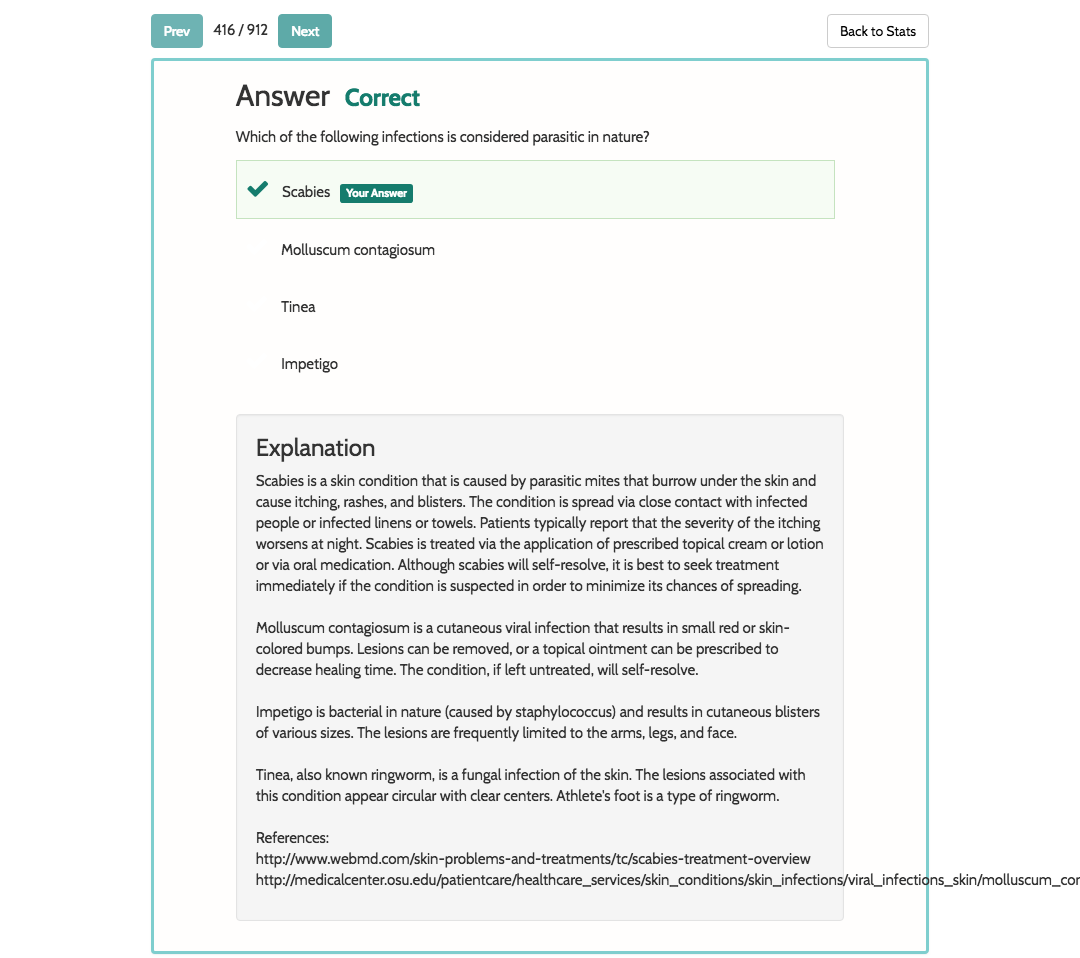 Prev 416 / 912 Next Back to Stats
Answer Correct
Which of the following infections is considered parasitic in nature?
Scabies Your Answer
Molluscum contagiosum
Tinea
Impetigo
Explanation
Scabies is a skin condition that is caused by parasitic mites that burrow under the skin and
cause itching, rashes, and blisters. The condition is spread via close contact with infected
people or infected linens or towels. Patients typically report that the severity of the itching
worsens at night. Scabies is treated via the application of prescribed topical cream or lotion
or via oral medication. Although scabies will self-resolve, it is best to seek treatment
immediately if the condition is suspected in order to minimize its chances of spreading.
Molluscum contagiosum is a cutaneous viral infection that results in small red or skin-
colored bumps. Lesions can be removed, or a topical ointment can be prescribed to
decrease healing time. The condition, if left untreated, will self-resolve.
Impetigo is bacterial in nature (caused by staphylococcus) and results in cutaneous blisters
of various sizes. The lesions are frequently limited to the arms, legs, and face.
Tinea, also known ringworm, is a fungal infection of the skin. The lesions associated with
this condition appear circular with clear centers. Athlete's foot is a type of ringworm.
References:
http://www.webmd.com/skin-problems-and-treatments/tc/scabies-treatment-overview
http://medicalcenter.osu.edu/patientcare/healthcare_services/skin_conditions/skin_infections/viral_infections_skin/molluscum_cor